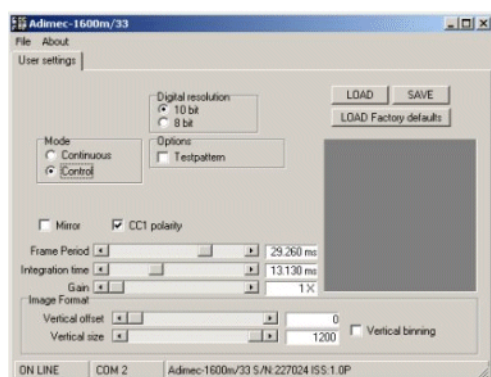 Adimec-1600m/33
File About
User settings
Digital resolution
10 bit
8 bit
LOAD SAVE
LOAD Factory defaults
Mode
Continuous
Control
Options
Testpattern
Mirror CC1 polarity
Frame Period 29.260 ms
Integration time 13.130 ms
Gain 1X
Image Format
Vertical offset 0
Vertical size 1200
Vertical binning
ON LINE COM 2 Adimec-1600m/33 S/N:227024 ISS:1.0P